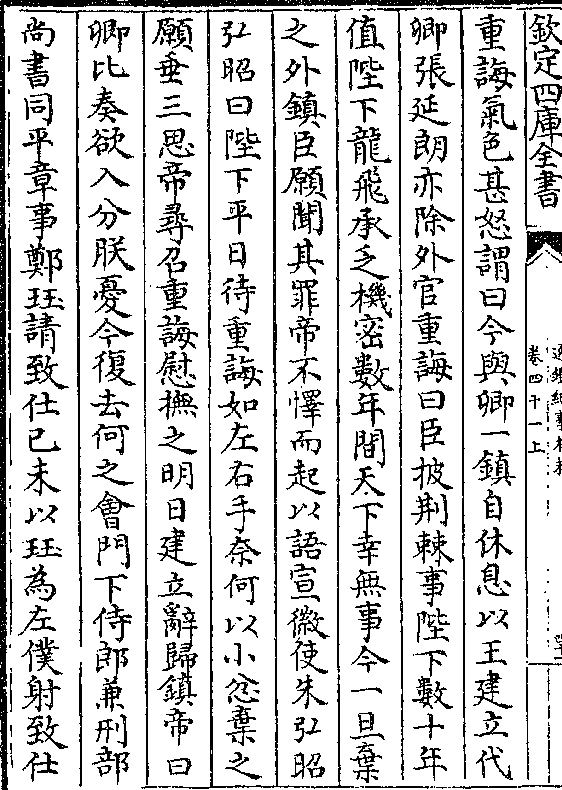 欽定四庫全書
卷四十一上
重誨氣色甚怒謂曰今與卿一鎮自休息以王建立代
卿張延朗亦除外官重誨曰臣披荆棘事陛下數十年
值陛下龍飛承乏機密數年間天下幸無事今一旦棄
之外鎮臣願聞其罪帝不懌而起以語宣徽使朱弘昭
弘昭曰陛下平日待重誨如左右手奈何以小忿棄之
願垂三思帝尋召重誨慰撫之明日建立辭歸鎮帝曰
卿比奏欲入分朕憂今復去何之會門下侍郎兼刑部
尚書同平章事鄭珏請致仕己未以珏為左僕射致仕